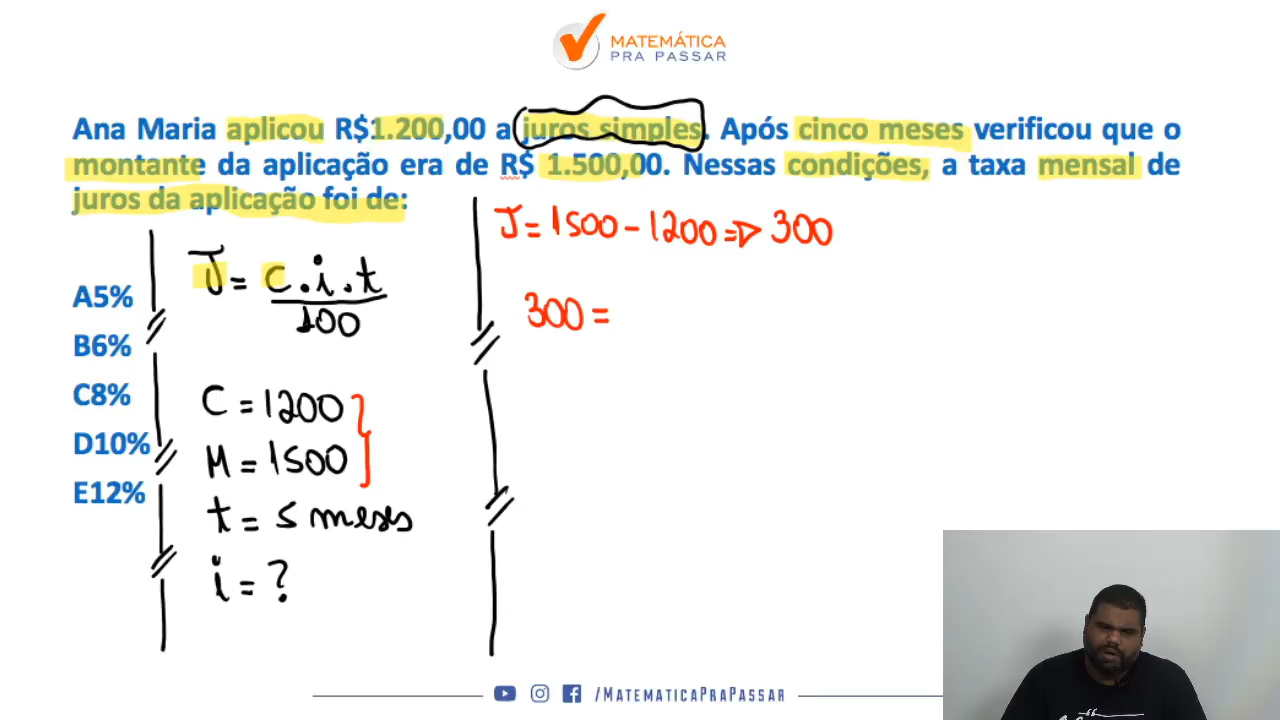 MATEMÁTICA
PRA PASSAR
Ana Maria aplicou R$1.200,00 a juros simples. Após cinco meses verificou que o
montante da aplicação era de R$ 1.500,00. Nessas condições, a taxa mensal de
juros da aplicação foi de:
A5%
B6%
C8%
D10%
E12%
J = c.i.t
100
C = 1200
M = 1500
t = 5 meses
i = ?
J = 1500 - 1200 => 300
300 =
/MatematicaPraPassar